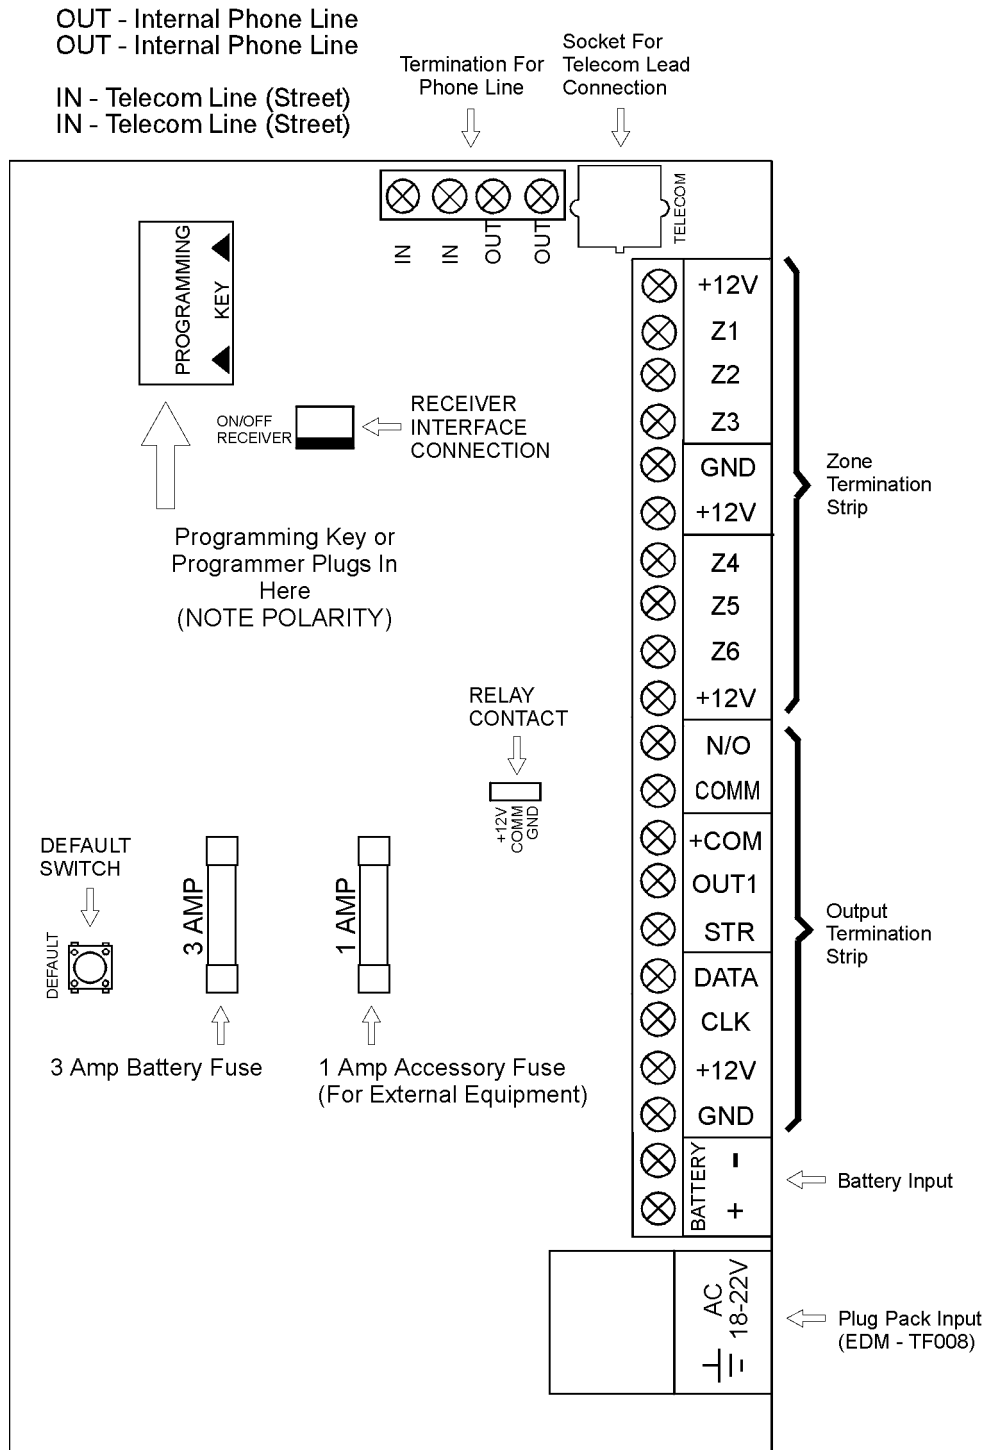 OUT - Internal Phone Line
OUT - Internal Phone Line
IN - Telecom Line (Street)
IN - Telecom Line (Street)
Termination For
Phone Line
Socket For
Telecom Lead
Connection
IN
IN
OUT
OUT
TELECOM
PROGRAMMING
KEY
ON/OFF
RECEIVER
RECEIVER
INTERFACE
CONNECTION
Programming Key or
Programmer Plugs In
Here
(NOTE POLARITY)
+12V
Z1
Z2
Z3
GND
+12V
Z4
Z5
Z6
+12V
Zone
Termination
Strip
RELAY
CONTACT
+12V
COMM
GND
N/O
COMM
+COM
OUT1
STR
DATA
CLK
+12V
GND
Output
Termination
Strip
DEFAULT
SWITCH
DEFAULT
3 AMP
1 AMP
3 Amp Battery Fuse
1 Amp Accessory Fuse
(For External Equipment)
BATTERY
-
+
Battery Input
AC
18-22V
Plug Pack Input
(EDM - TF008)